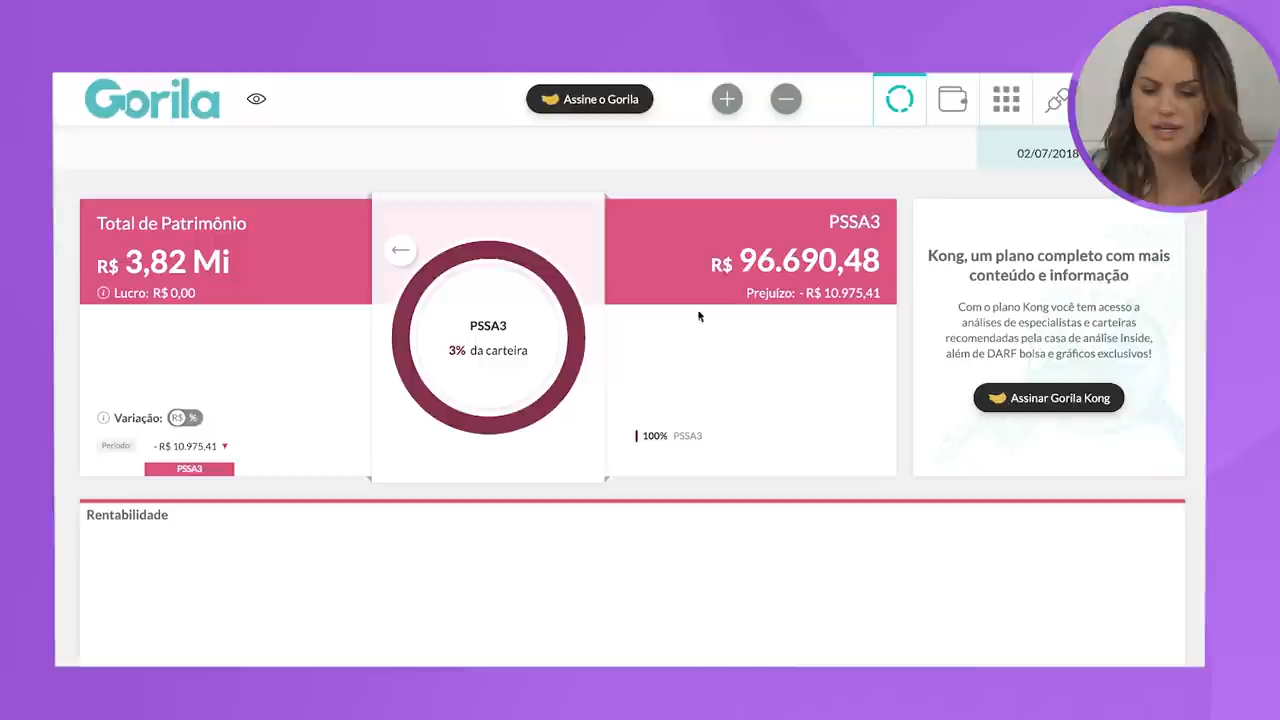 Gorila
Assine o Gorila
02/07/2018
Total de Patrimônio
R$ 3,82 Mi
Lucro: R$ 0,00
PSSA3
R$ 96.690,48
Prejuízo: - R$ 10.975,41
PSSA3
3% da carteira
Variação: R$ %
Período: - R$ 10.975,41
PSSA3
100% PSSA3
Kong, um plano completo com mais
conteúdo e informação
Com o plano Kong você tem acesso a
análises de especialistas e carteiras
recomendadas pela casa de análise Inside,
além de DARF bolsa e gráficos exclusivos!
Assinar Gorila Kong
Rentabilidade